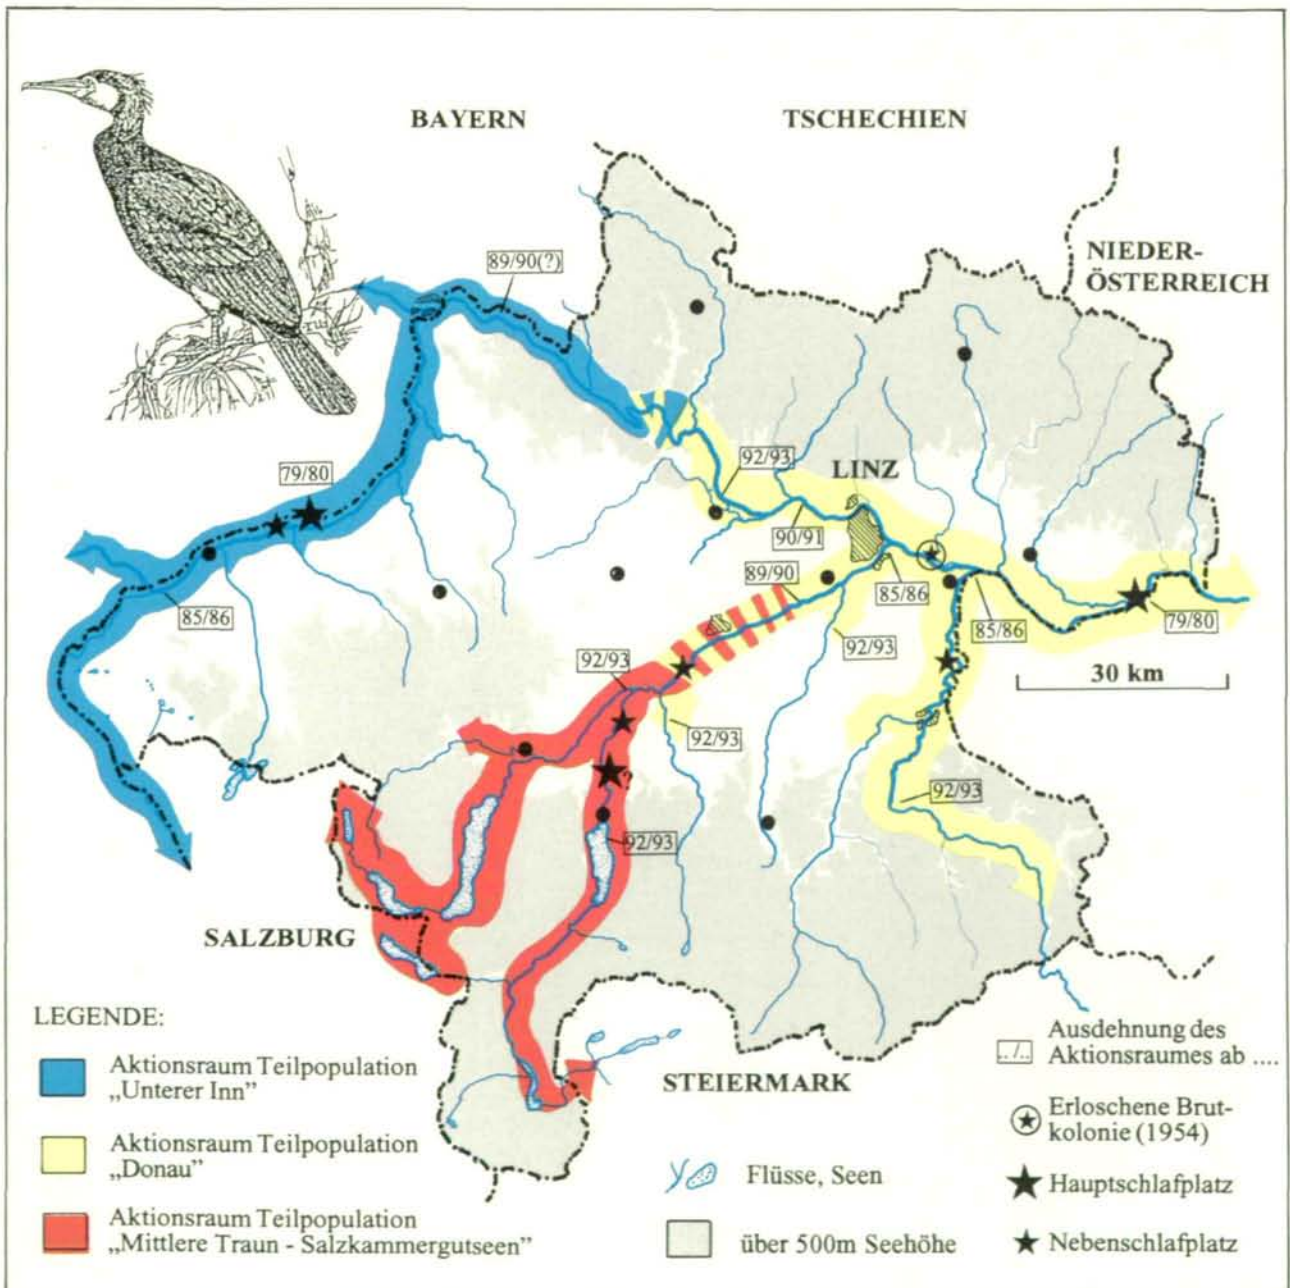 BAYERN
TSCHECHIEN
NIEDER-
ÖSTERREICH
89/90(?)
79/80
92/93
LINZ
90/91
89/90
85/86
85/86
85/86
79/80
92/93
92/93
30 km
92/93
92/93
?
92/93
SALZBURG
STEIERMARK
LEGENDE:
Aktionsraum Teilpopulation
„Unterer Inn”
Aktionsraum Teilpopulation
„Donau”
Aktionsraum Teilpopulation
„Mittlere Traun - Salzkammergutseen”
Flüsse, Seen
über 500m Seehöhe
../..
Ausdehnung des
Aktionsraumes ab ....
Erloschene Brut-
kolonie (1954)
Hauptschlafplatz
Nebenschlafplatz